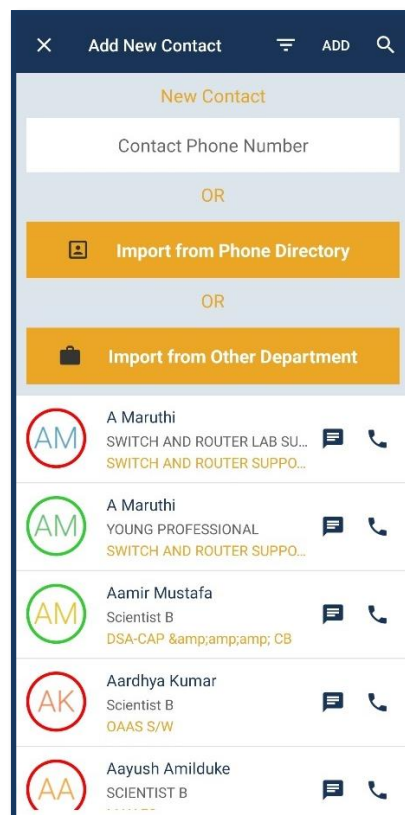 Add New Contact ADD
New Contact
Contact Phone Number
OR
Import from Phone Directory
OR
Import from Other Department
AM
A Maruthi
SWITCH AND ROUTER LAB SU...
SWITCH AND ROUTER SUPPO...
AM
A Maruthi
YOUNG PROFESSIONAL
SWITCH AND ROUTER SUPPO...
AM
Aamir Mustafa
Scientist B
DSA-CAP &amp;amp;amp; CB
AK
Aardhya Kumar
Scientist B
OAAS S/W
AA
Aayush Amilduke
SCIENTIST B